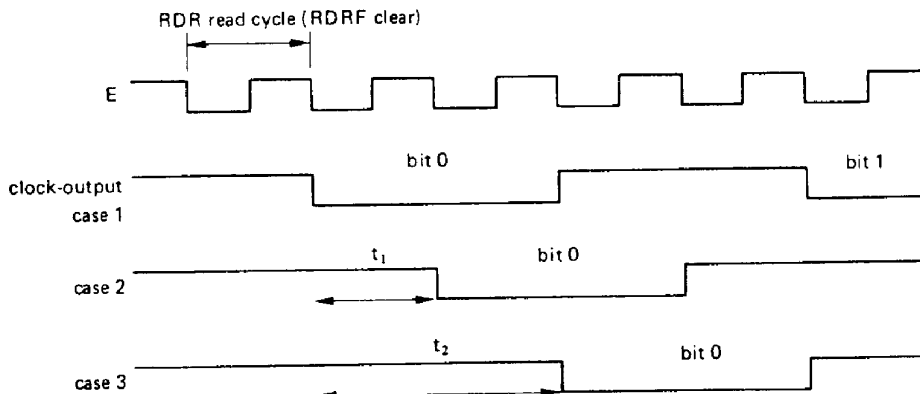 RDR read cycle (RDRF clear)
E
bit 0
bit 1
clock-output
case 1
t₁
bit 0
case 2
t₂
bit 0
case 3